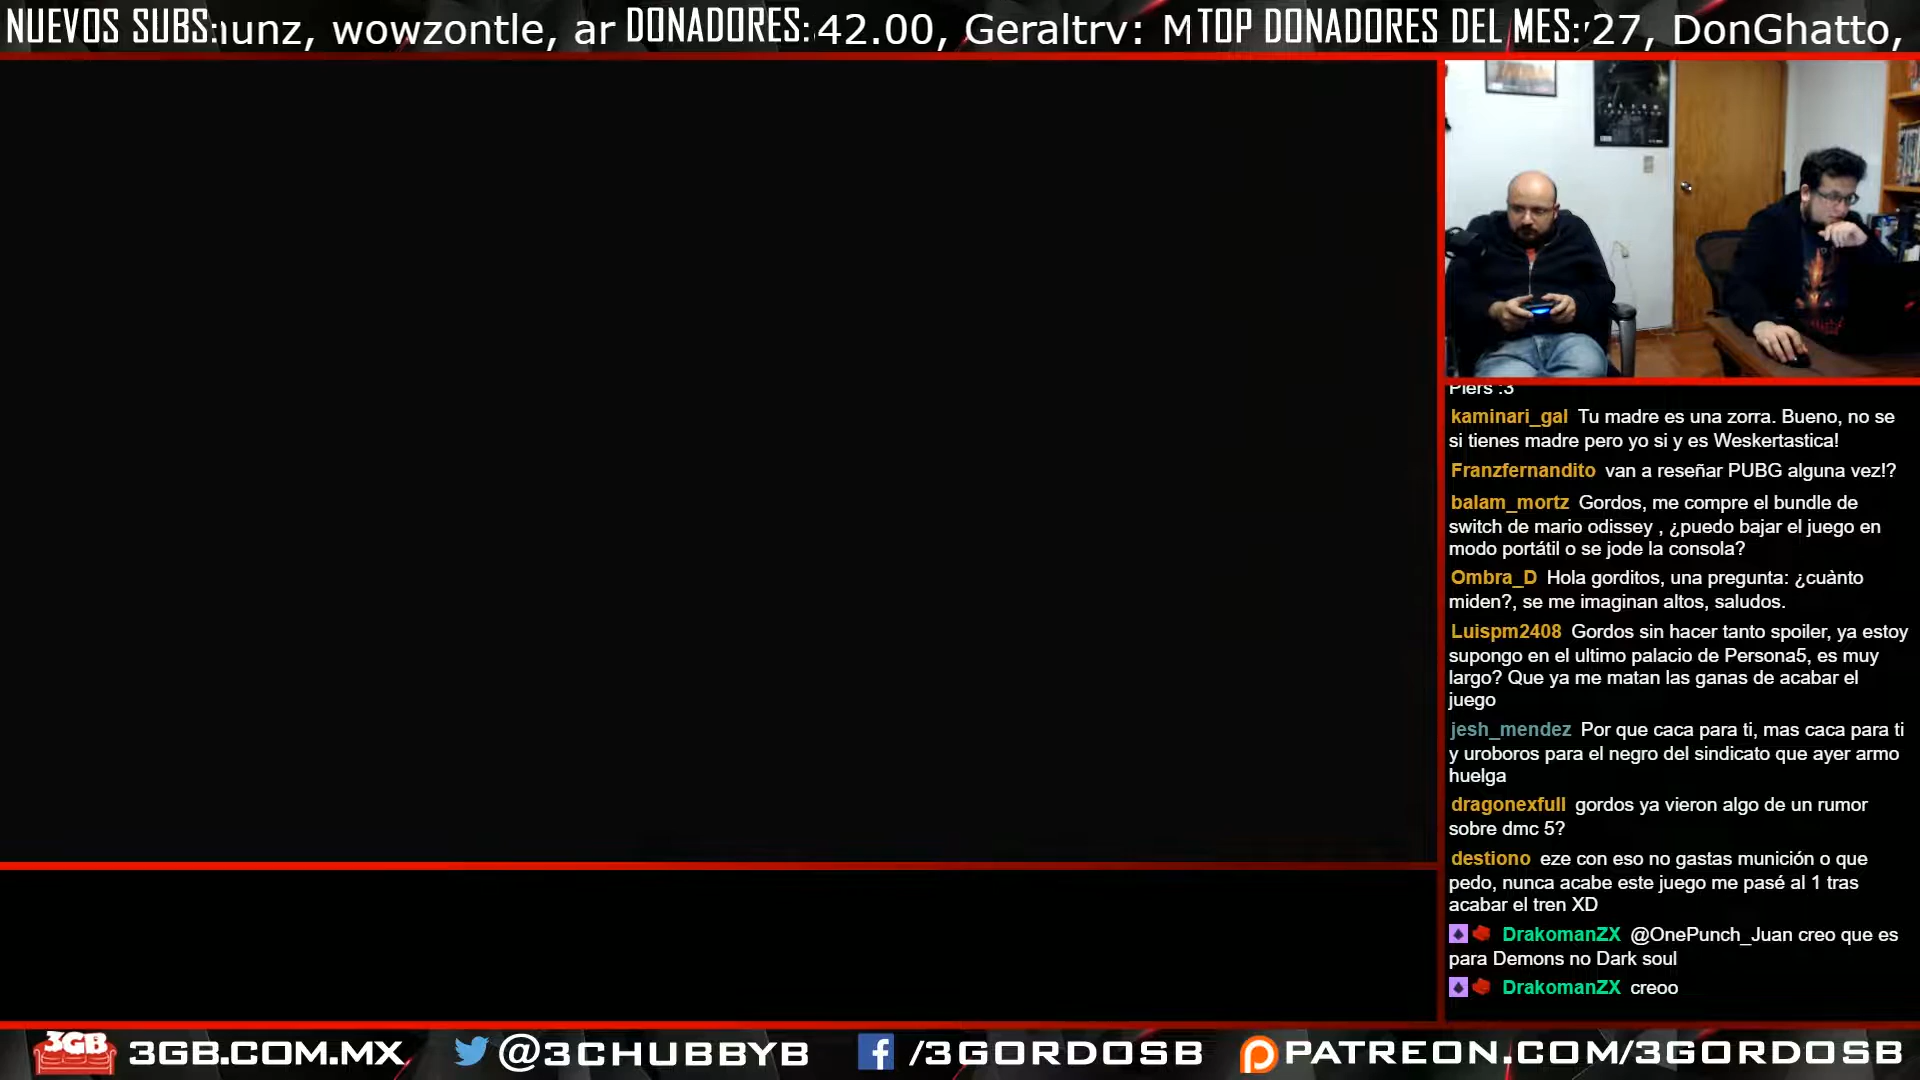 NUEVOS SUBS: unz, wowzontle, ar DONADORES: 42.00, Geraltrv: M TOP DONADORES DEL MES: 27, DonGhatto,
Piers :3
kaminari_gal Tu madre es una zorra. Bueno, no se
si tienes madre pero yo si y es Weskertastica!
Franzfernandito van a reseñar PUBG alguna vez!?
balam_mortz Gordos, me compre el bundle de
switch de mario odissey , ¿puedo bajar el juego en
modo portátil o se jode la consola?
Ombra_D Hola gorditos, una pregunta: ¿cuànto
miden?, se me imaginan altos, saludos.
Luispm2408 Gordos sin hacer tanto spoiler, ya estoy
supongo en el ultimo palacio de Persona5, es muy
largo? Que ya me matan las ganas de acabar el
juego
jesh_mendez Por que caca para ti, mas caca para ti
y uroboros para el negro del sindicato que ayer armo
huelga
dragonexfull gordos ya vieron algo de un rumor
sobre dmc 5?
destiono eze con eso no gastas munición o que
pedo, nunca acabe este juego me pasé al 1 tras
acabar el tren XD
DrakomanZX @OnePunch_Juan creo que es
para Demons no Dark soul
DrakomanZX creoo
3GB 3GB.COM.MX @3CHUBBYB /3GORDOSB PATREON.COM/3GORDOSB